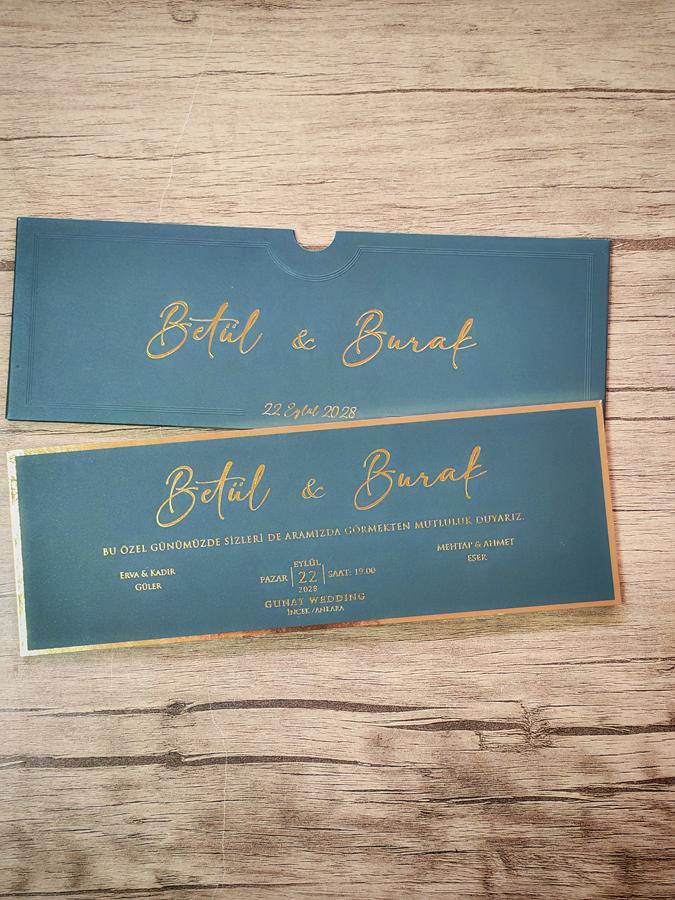 Betül & Burak
22 Eylül 2028
Betül & Burak
BU ÖZEL GÜNÜMÜZDE SİZLERİ DE ARAMIZDA GÖRMEKTEN MUTLULUK DUYARIZ.
ERVA & KADIR
GÜLER
EYLÜL
PAZAR 22 SAAT: 19.00
2028
GUNAY WEDDING
İNCEK /ANKARA
MEHTAP & AHMET
ESER